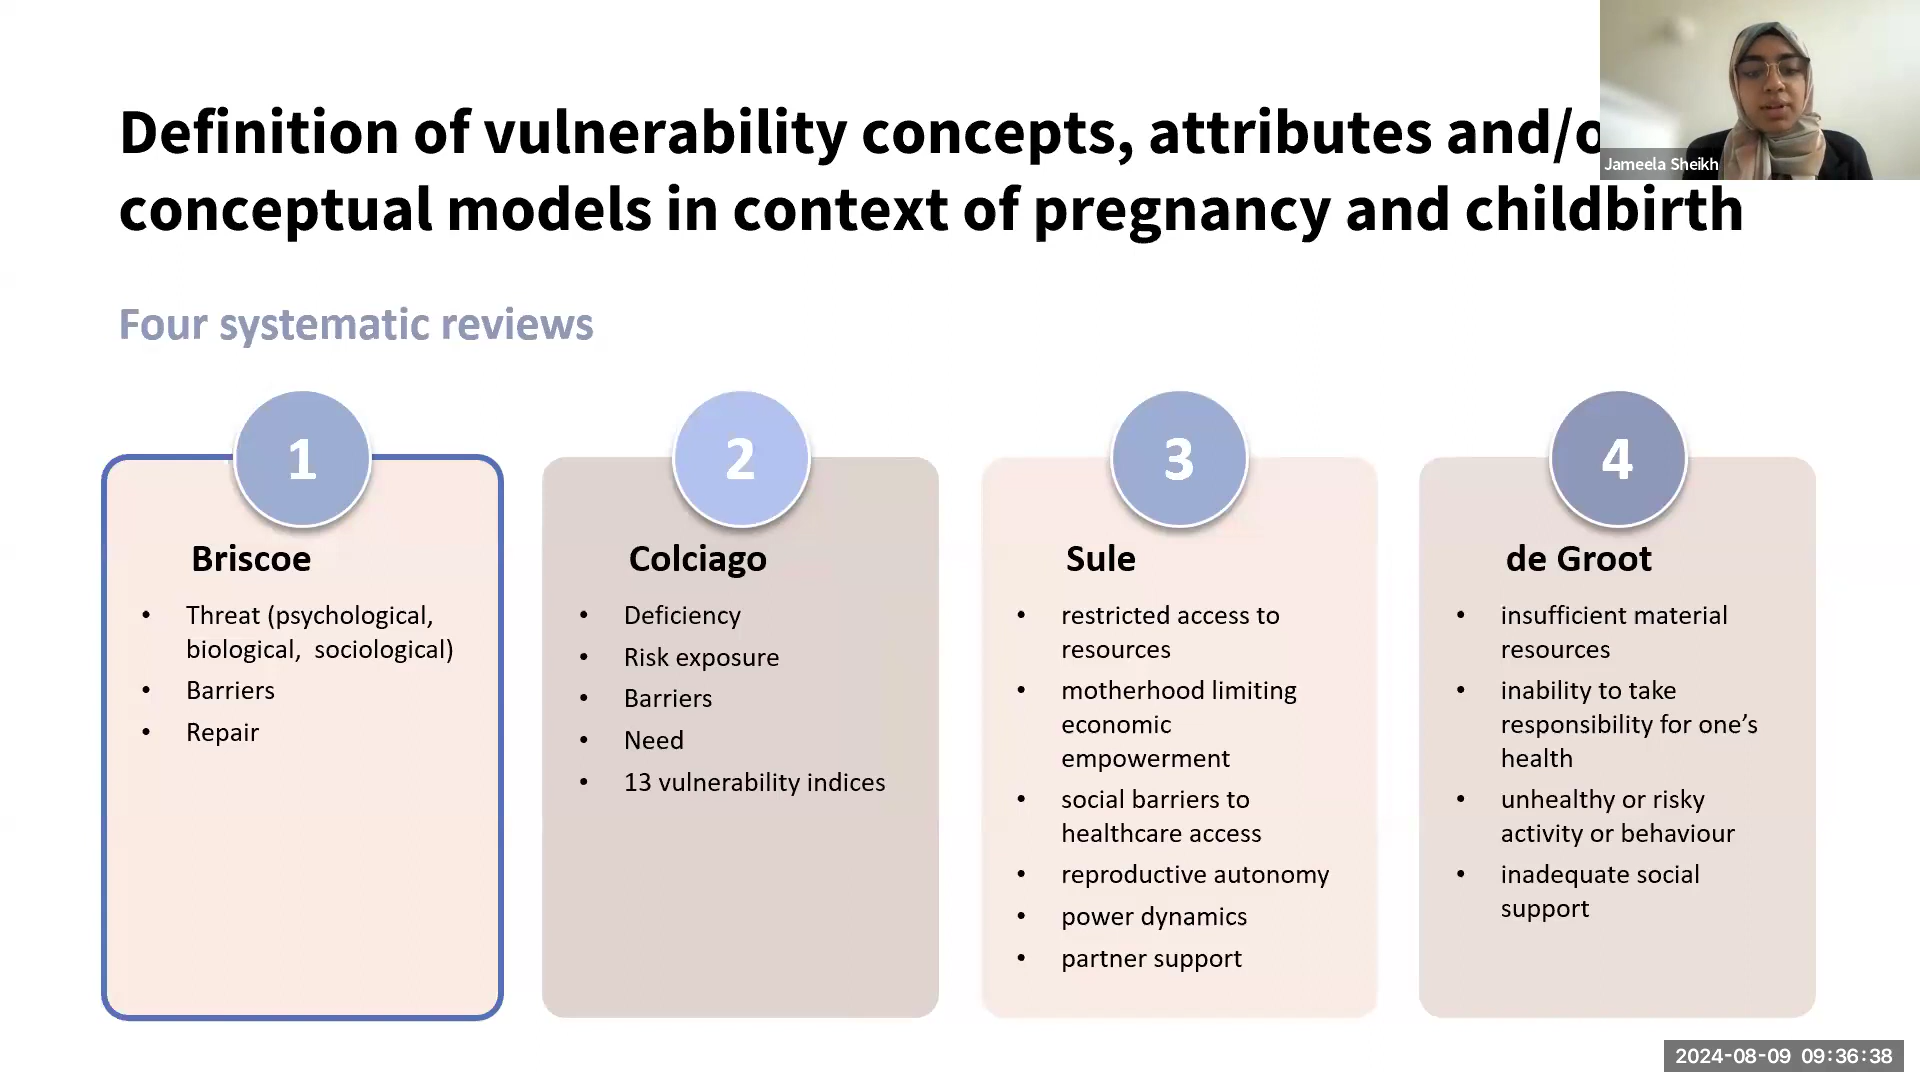 Definition of vulnerability concepts, attributes and/o
conceptual models in context of pregnancy and childbirth
Jameela Sheikh
Four systematic reviews
1
Briscoe
• Threat (psychological,
biological,  sociological)
• Barriers
• Repair
2
Colciago
• Deficiency
• Risk exposure
• Barriers
• Need
• 13 vulnerability indices
3
Sule
• restricted access to
resources
• motherhood limiting
economic
empowerment
• social barriers to
healthcare access
• reproductive autonomy
• power dynamics
• partner support
4
de Groot
• insufficient material
resources
• inability to take
responsibility for one’s
health
• unhealthy or risky
activity or behaviour
• inadequate social
support
2024-08-09 09:36:38